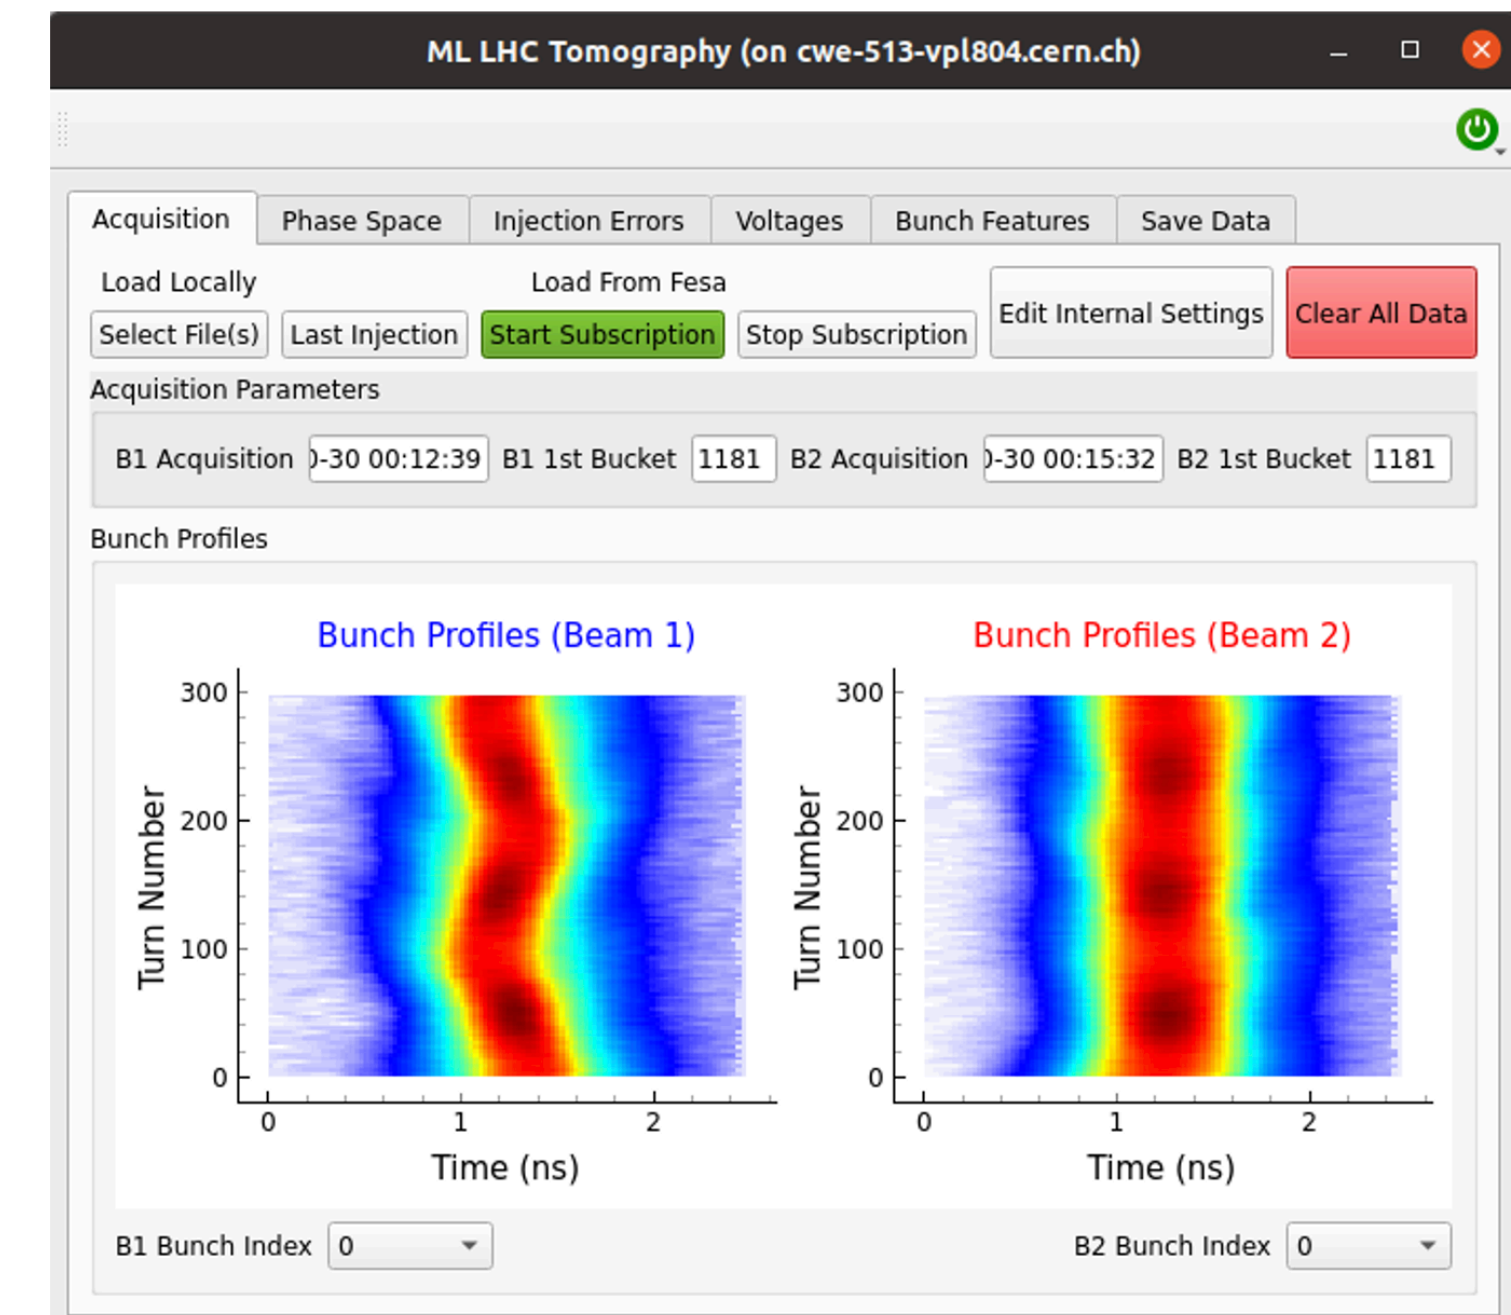 ML LHC Tomography (on cwe-513-vpl804.cern.ch)
Acquisition Phase Space Injection Errors Voltages Bunch Features Save Data
Load Locally Load From Fesa
Select File(s) Last Injection Start Subscription Stop Subscription Edit Internal Settings Clear All Data
Acquisition Parameters
B1 Acquisition 0-30 00:12:39 B1 1st Bucket 1181 B2 Acquisition 0-30 00:15:32 B2 1st Bucket 1181
Bunch Profiles
Bunch Profiles (Beam 1)
300
200
100
0
Turn Number
0 1 2
Time (ns)
Bunch Profiles (Beam 2)
300
200
100
0
Turn Number
0 1 2
Time (ns)
B1 Bunch Index 0
B2 Bunch Index 0